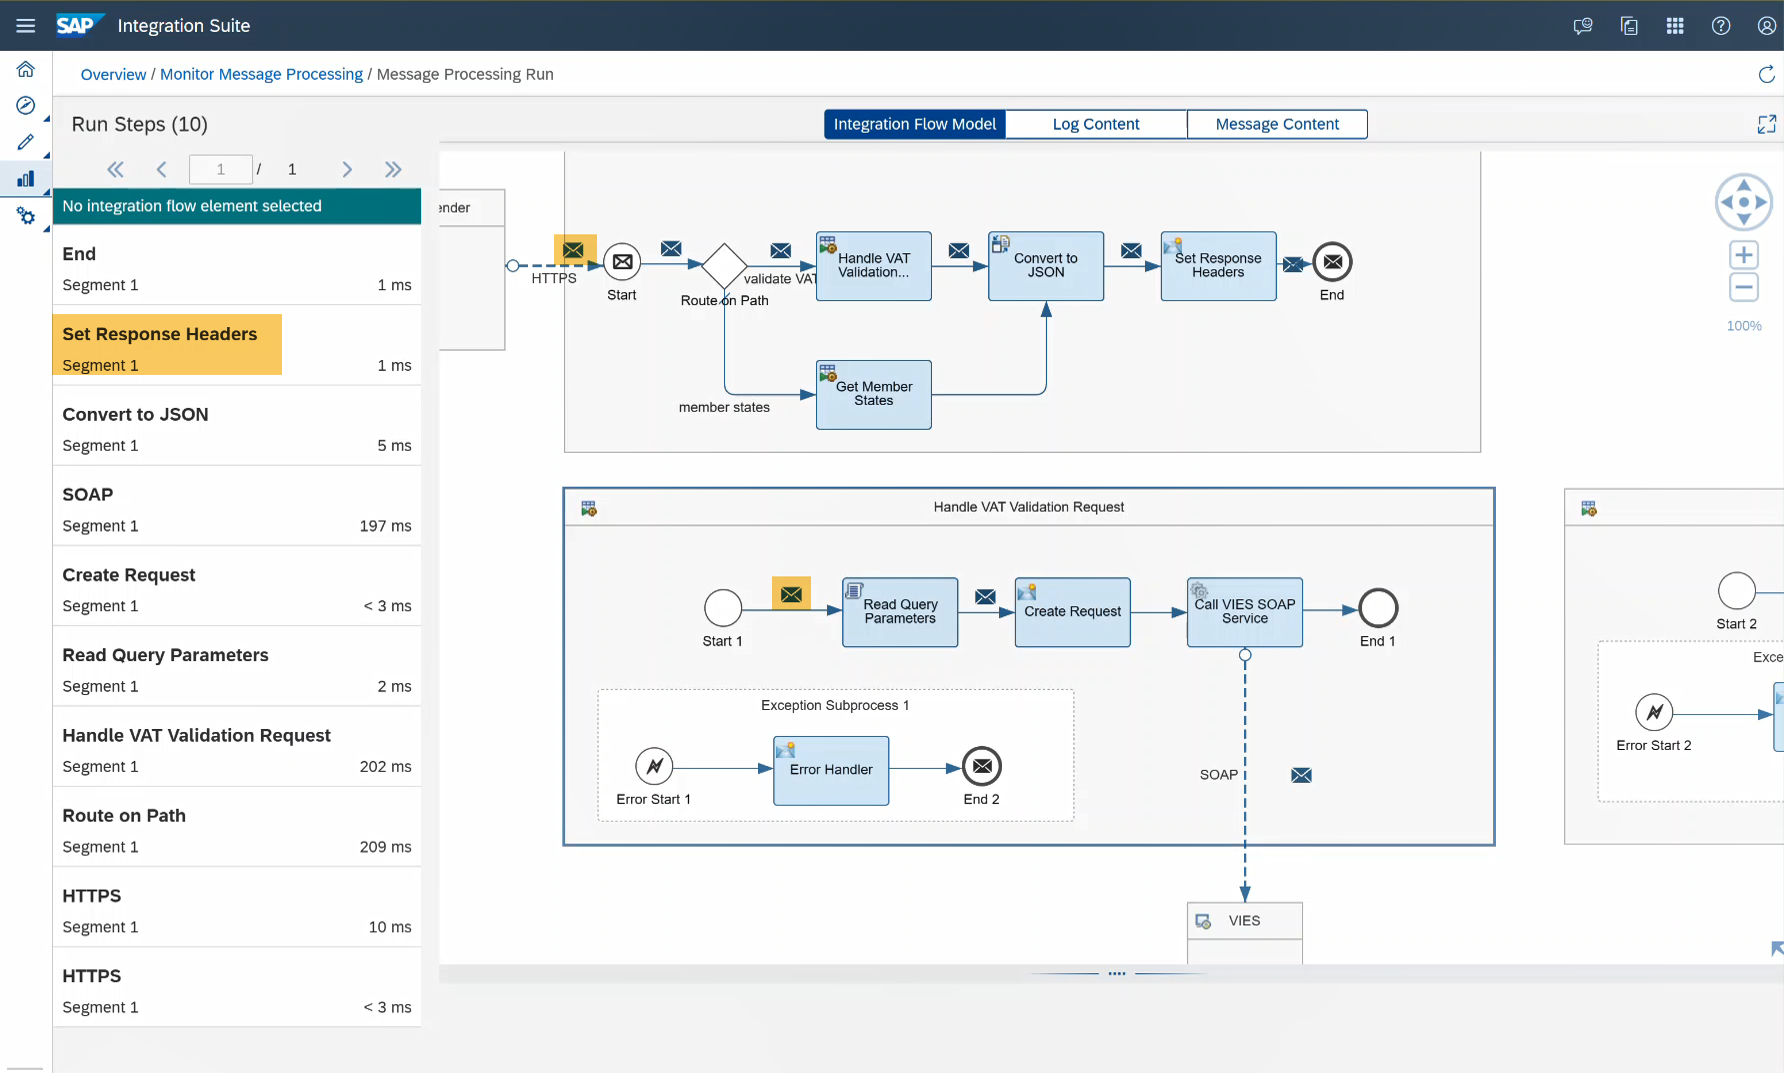 SAP Integration Suite
Overview / Monitor Message Processing / Message Processing Run
Run Steps (10)
Integration Flow Model
Log Content
Message Content
1 / 1
No integration flow element selected
End
Segment 1 1 ms
Set Response Headers
Segment 1 1 ms
Convert to JSON
Segment 1 5 ms
SOAP
Segment 1 197 ms
Create Request
Segment 1 < 3 ms
Read Query Parameters
Segment 1 2 ms
Handle VAT Validation Request
Segment 1 202 ms
Route on Path
Segment 1 209 ms
HTTPS
Segment 1 10 ms
HTTPS
Segment 1 < 3 ms
ender
HTTPS
Start
Route on Path
validate VAT
Handle VAT
Validation...
Convert to
JSON
Set Response
Headers
End
member states
Get Member
States
100%
Handle VAT Validation Request
Start 1
Read Query
Parameters
Create Request
Call VIES SOAP
Service
End 1
Exception Subprocess 1
Error Start 1
Error Handler
End 2
SOAP
VIES
Start 2
Exce
Error Start 2